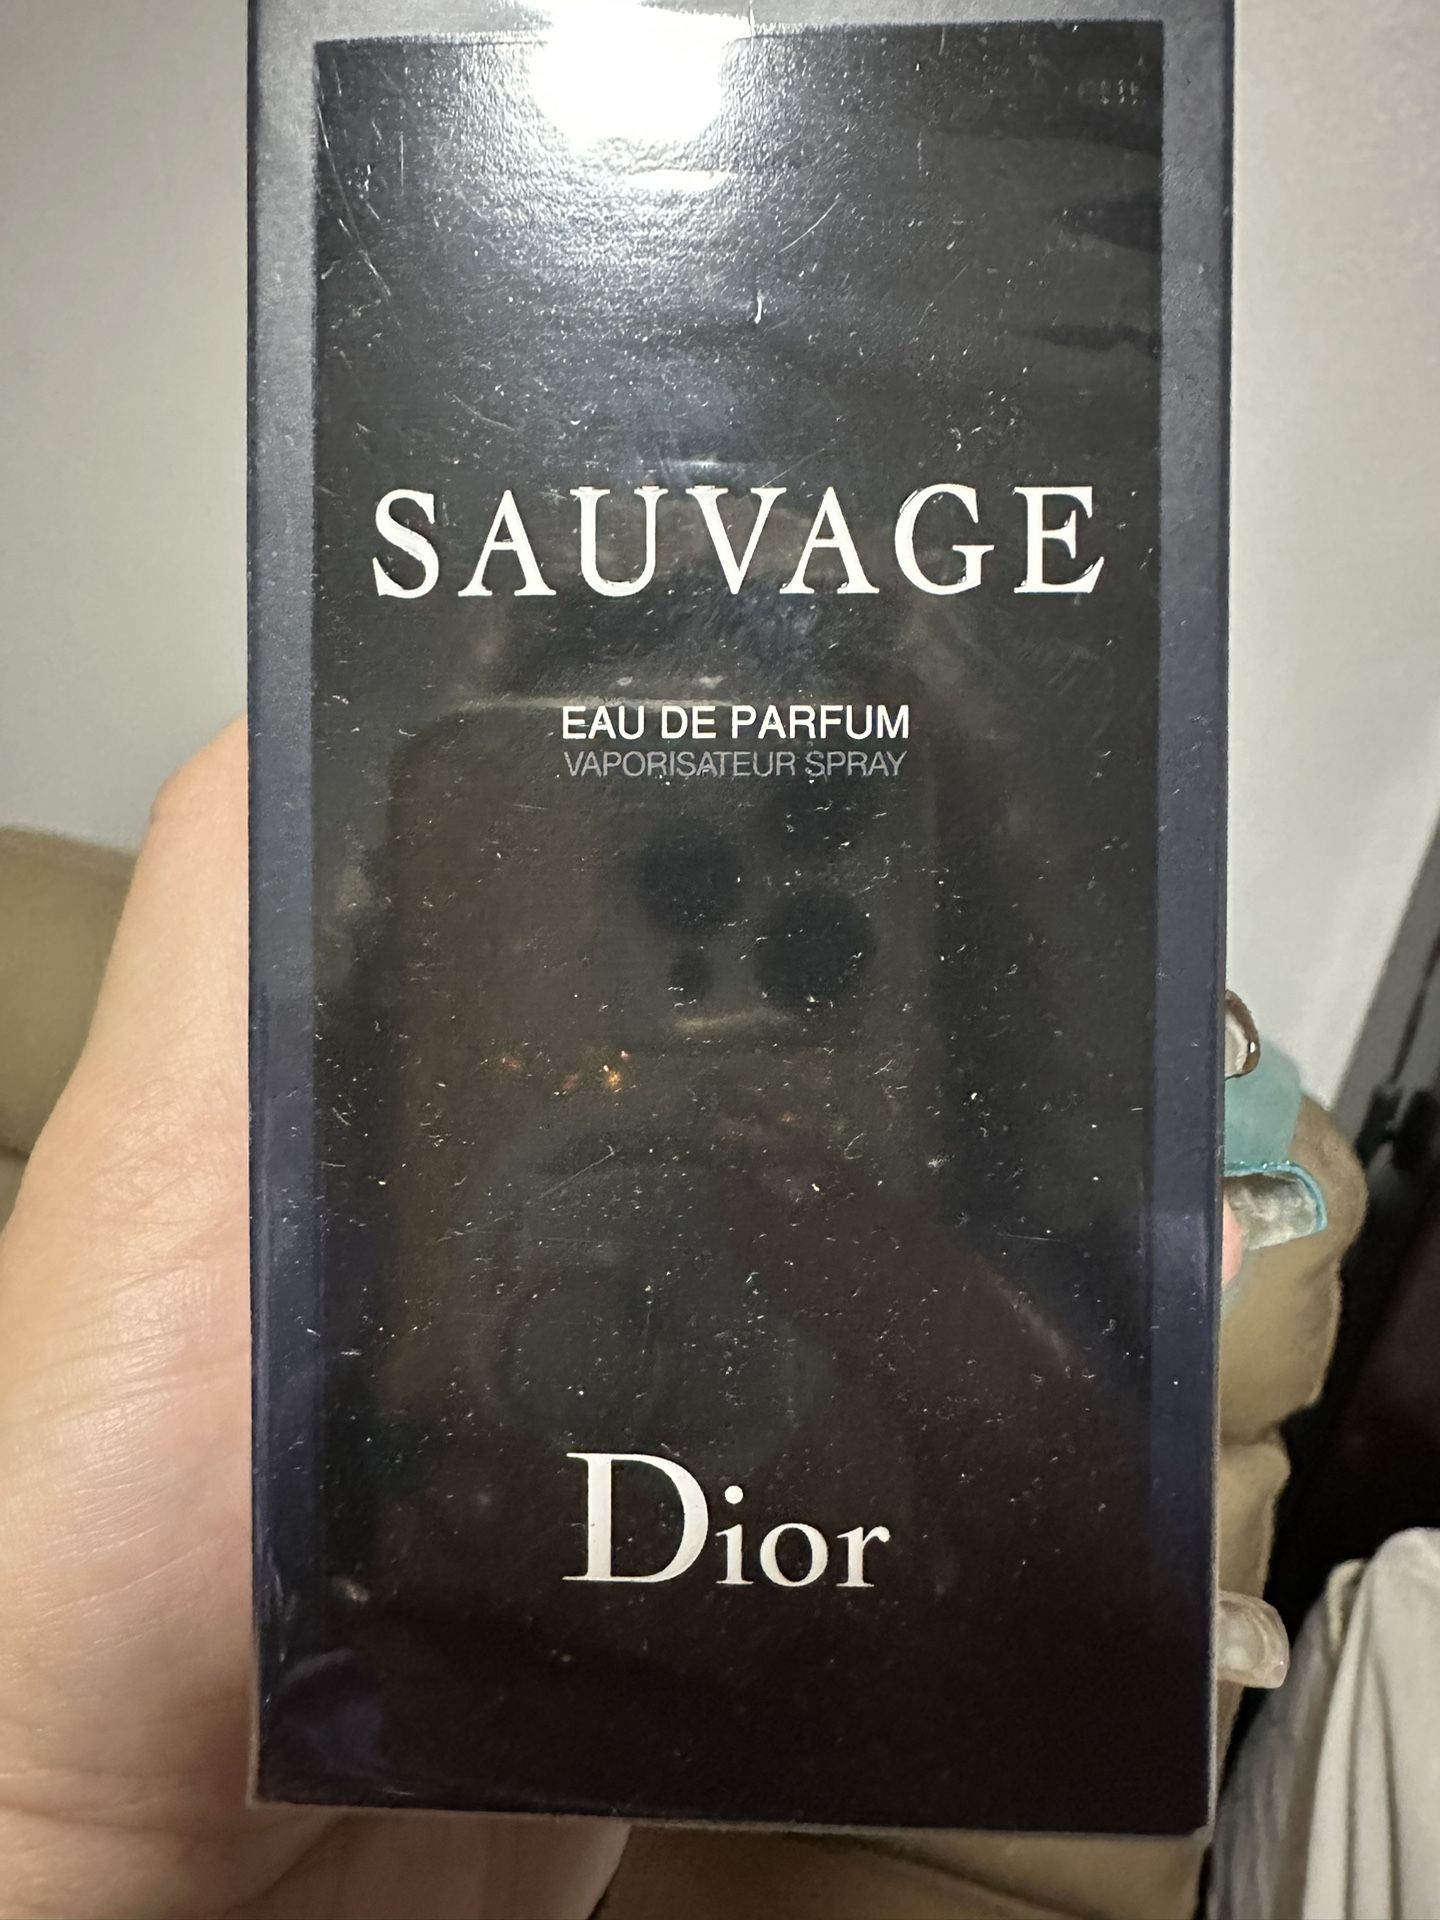 SAUVAGE
EAU DE PARFUM
VAPORISATEUR SPRAY
Dior